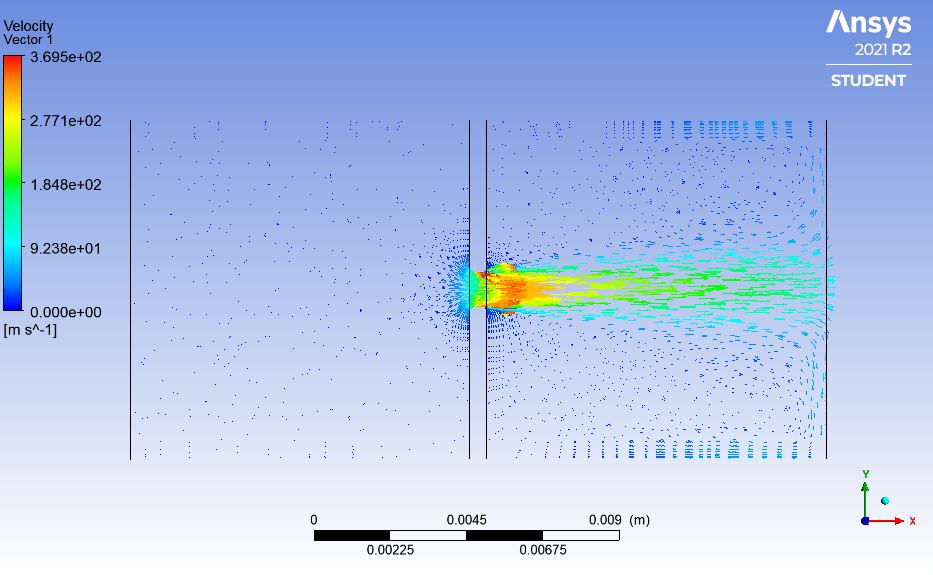 Velocity
Vector 1
3.695e+02
2.771e+02
1.848e+02
9.238e+01
0.000e+00
[m s^-1]
Ansys
2021 R2
STUDENT
0 0.0045 0.009 (m)
0.00225 0.00675
Y
X